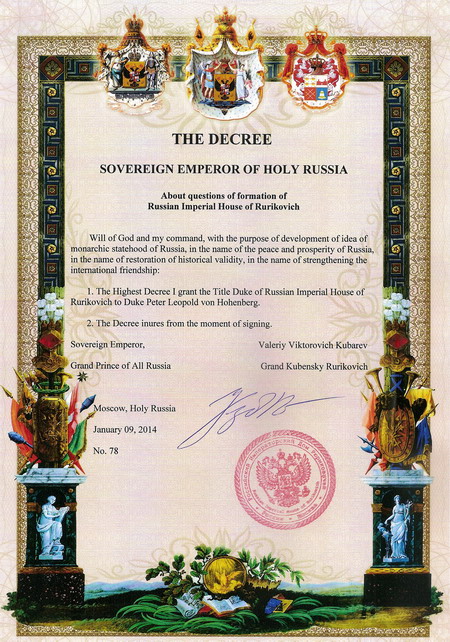 THE DECREE
SOVEREIGN EMPEROR OF HOLY RUSSIA
About questions of formation of
Russian Imperial House of Rurikovich
Will of God and my command, with the purpose of development of idea of
monarchic statehood of Russia, in the name of the peace and prosperity of Russia,
in the name of restoration of historical validity, in the name of strengthening the
international friendship:
1. The Highest Decree I grant the Title Duke of Russian Imperial House of
Rurikovich to Duke Peter Leopold von Hohenberg.
2. The Decree inures from the moment of signing.
Sovereign Emperor,
Valeriy Viktorovich Kubarev
Grand Prince of All Russia
Grand Kubensky Rurikovich
Moscow, Holy Russia
January 09, 2014
No. 78